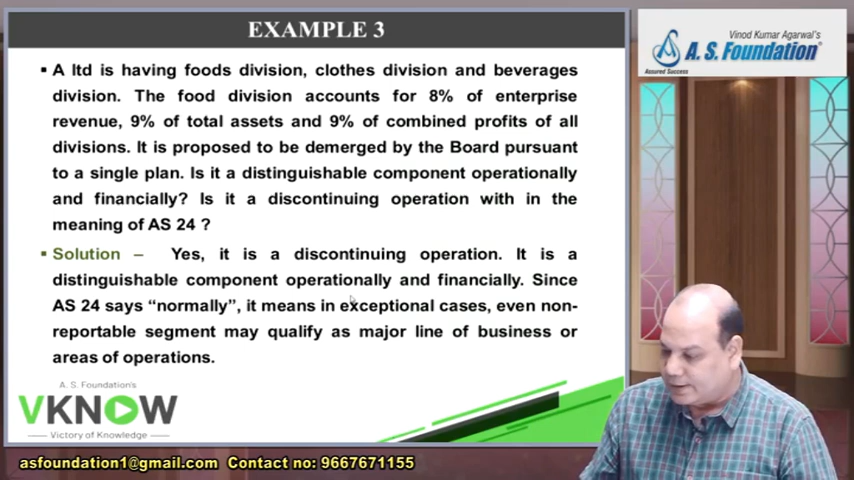 EXAMPLE 3
▪ A ltd is having foods division, clothes division and beverages
division. The food division accounts for 8% of enterprise
revenue, 9% of total assets and 9% of combined profits of all
divisions. It is proposed to be demerged by the Board pursuant
to a single plan. Is it a distinguishable component operationally
and financially? Is it a discontinuing operation with in the
meaning of AS 24 ?
▪ Solution – Yes, it is a discontinuing operation. It is a
distinguishable component operationally and financially. Since
AS 24 says “normally”, it means in exceptional cases, even non-
reportable segment may qualify as major line of business or
areas of operations.
A. S. Foundation's
VKNOW
Victory of Knowledge
Vinod Kumar Agarwal's
A. S. Foundation®
Assured Success
asfoundation1@gmail.com Contact no: 9667671155